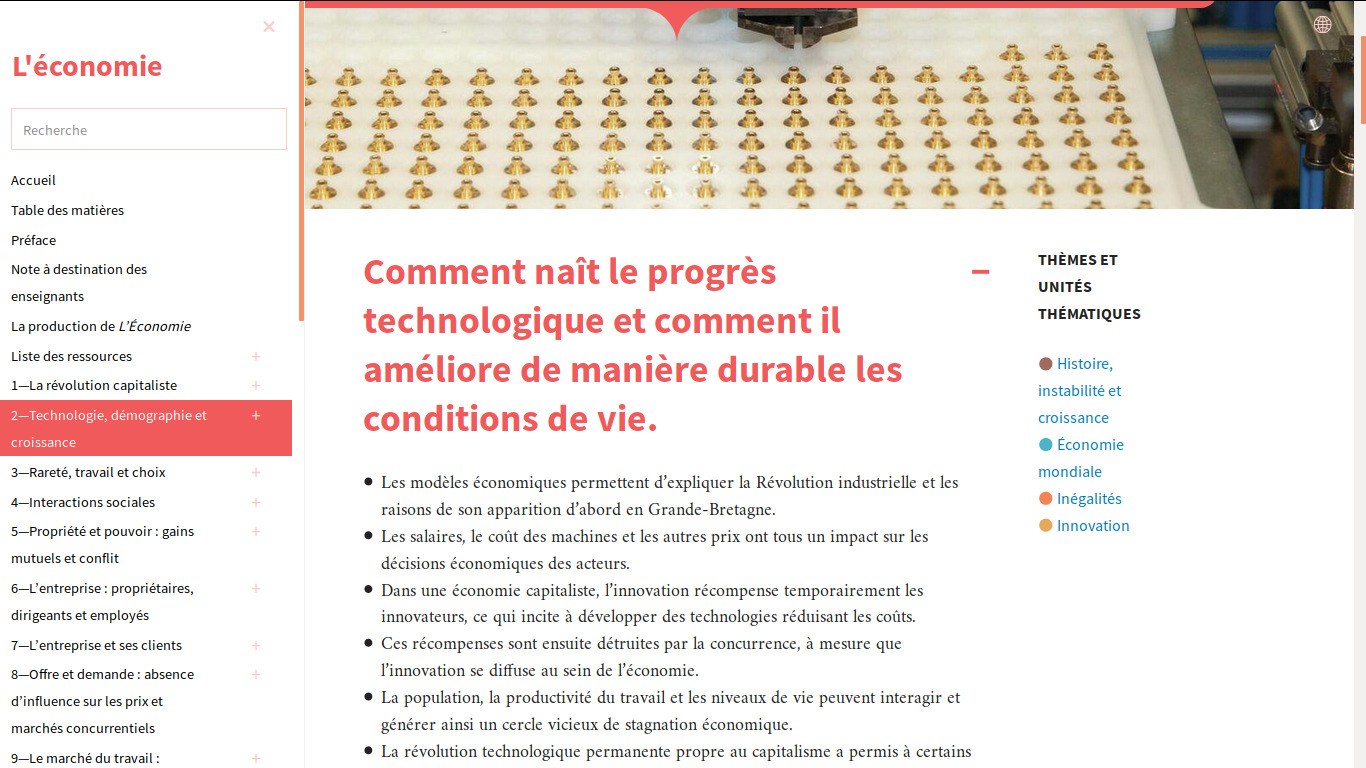 L'économie
Recherche
Accueil
Table des matières
Préface
Note à destination des
enseignants
La production de L’Économie
Liste des ressources
1—La révolution capitaliste
2—Technologie, démographie et
croissance
3—Rareté, travail et choix
4—Interactions sociales
5—Propriété et pouvoir : gains
mutuels et conflit
6—L’entreprise : propriétaires,
dirigeants et employés
7—L’entreprise et ses clients
8—Offre et demande : absence
d’influence sur les prix et
marchés concurrentiels
9—Le marché du travail :
Comment naît le progrès
technologique et comment il
améliore de manière durable les
conditions de vie.
• Les modèles économiques permettent d’expliquer la Révolution industrielle et les
raisons de son apparition d’abord en Grande-Bretagne.
• Les salaires, le coût des machines et les autres prix ont tous un impact sur les
décisions économiques des acteurs.
• Dans une économie capitaliste, l’innovation récompense temporairement les
innovateurs, ce qui incite à développer des technologies réduisant les coûts.
• Ces récompenses sont ensuite détruites par la concurrence, à mesure que
l’innovation se diffuse au sein de l’économie.
• La population, la productivité du travail et les niveaux de vie peuvent interagir et
générer ainsi un cercle vicieux de stagnation économique.
• La révolution technologique permanente propre au capitalisme a permis à certains
THÈMES ET
UNITÉS
THÉMATIQUES
Histoire,
instabilité et
croissance
Économie
mondiale
Inégalités
Innovation